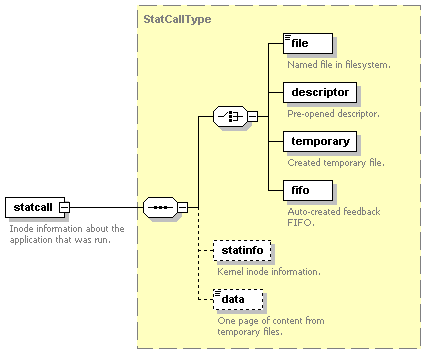 StatCallType
file
Named file in filesystem.
descriptor
Pre-opened descriptor.
temporary
Created temporary file.
fifo
Auto-created feedback
FIFO.
statcall
Inode information about the
application that was run.
statinfo
Kernel inode information.
data
One page of content from
temporary files.